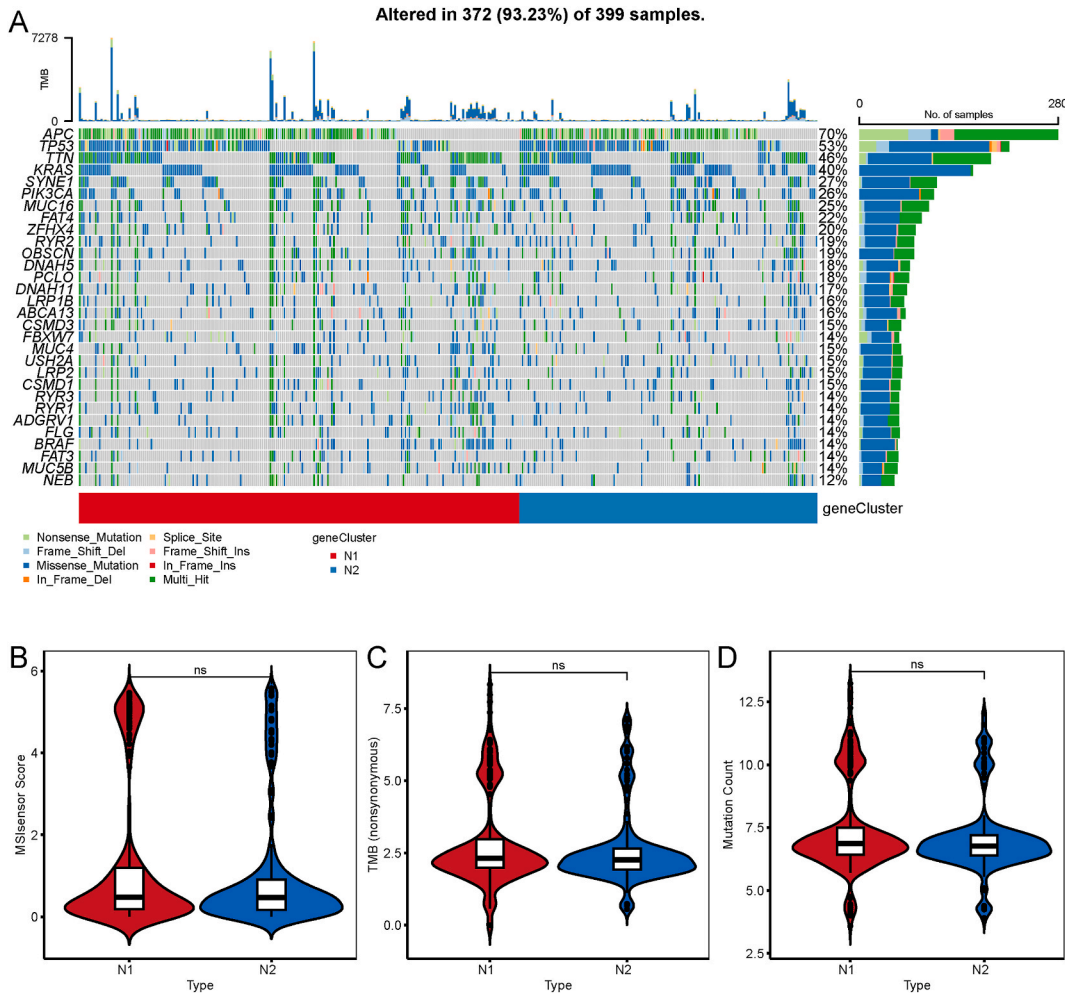 A
Altered in 372 (93.23%) of 399 samples.
7278
TMB
0
0
280
No. of samples
APC 70%
TP53 53%
TTN 46%
KRAS 40%
SYNE1 27%
PIK3CA 26%
MUC16 25%
FAT4 22%
ZFHX4 20%
RYR2 19%
OBSCN 19%
DNAH5 18%
PCLO 18%
DNAH11 17%
LRP1B 16%
ABCA13 16%
CSMD3 15%
FBXW7 14%
MUC4 15%
USH2A 15%
LRP2 15%
CSMD1 15%
RYR3 14%
RYR1 14%
ADGRV1 14%
FLG 14%
BRAF 14%
FAT3 14%
MUC5B 14%
NEB 12%
geneCluster
Nonsense_Mutation
Frame_Shift_Del
Missense_Mutation
In_Frame_Del
Splice_Site
Frame_Shift_Ins
In_Frame_Ins
Multi_Hit
geneCluster
N1
N2
B
MSIsensor Score
6
4
2
0
ns
N1
N2
Type
C
TMB (nonsynonymous)
7.5
5.0
2.5
0.0
ns
N1
N2
Type
D
Mutation Count
12.5
10.0
7.5
5.0
2.5
ns
N1
N2
Type